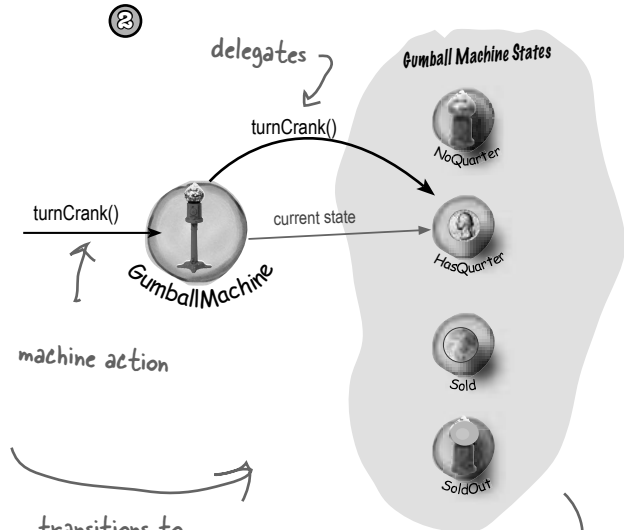 2
delegates
Gumball Machine States
turnCrank()
NoQuarter
turnCrank()
current state
HasQuarter
GumballMachine
machine action
Sold
SoldOut
transitions to